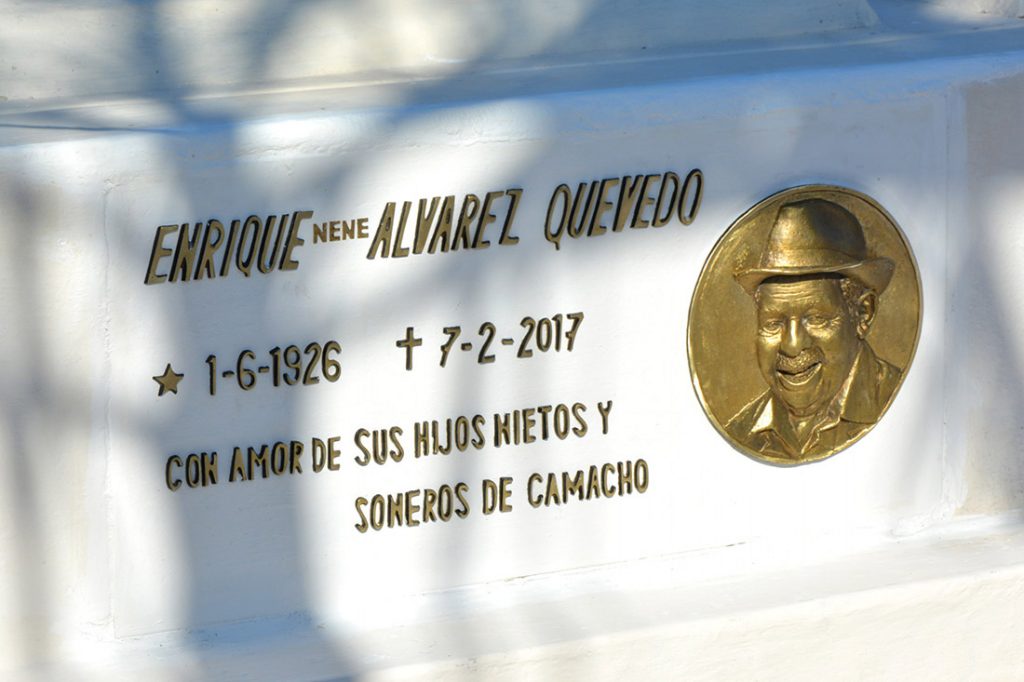 ENRIQUE NENE ALVAREZ QUEVEDO
★ 1-6-1926 ✝ 7-2-2017
CON AMOR DE SUS HIJOS NIETOS Y
SONEROS DE CAMACHO